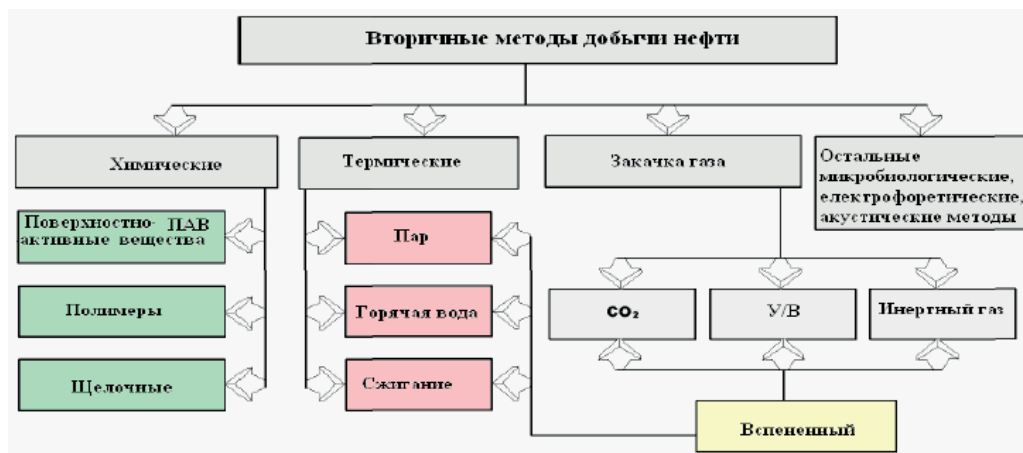 Вторичные методы добычи нефти
Химические
Термические
Закачка газа
Остальные
микробиологические,
електрофоретические,
акустические методы
Поверхностно- ПАВ
активные вещества
Пар
Полимеры
Горячая вода
CO₂
У/В
Инертный газ
Щелочные
Сжигание
Вспененный